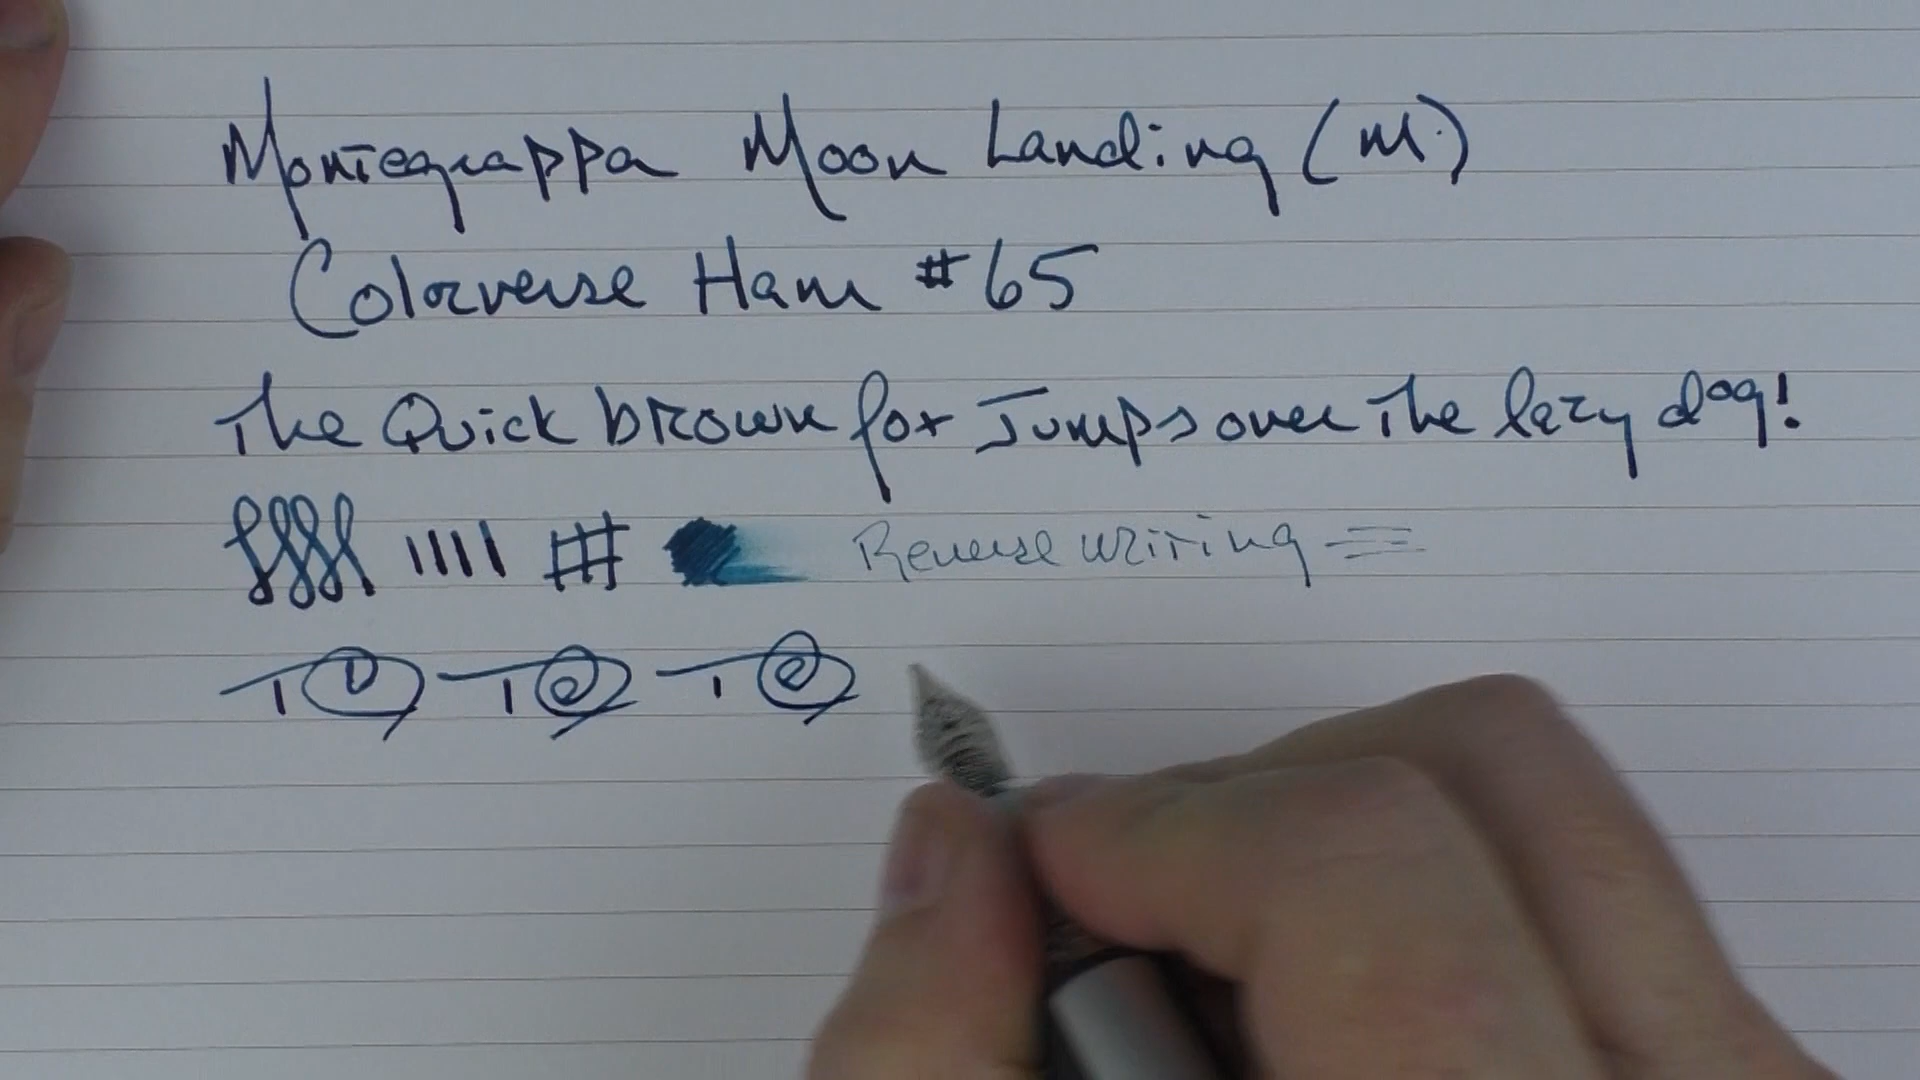 Montegrappa Moon Landing (M.)
Colorverse Ham #65
The Quick brown fox Jumps over The lazy dog!
Reverse writing =